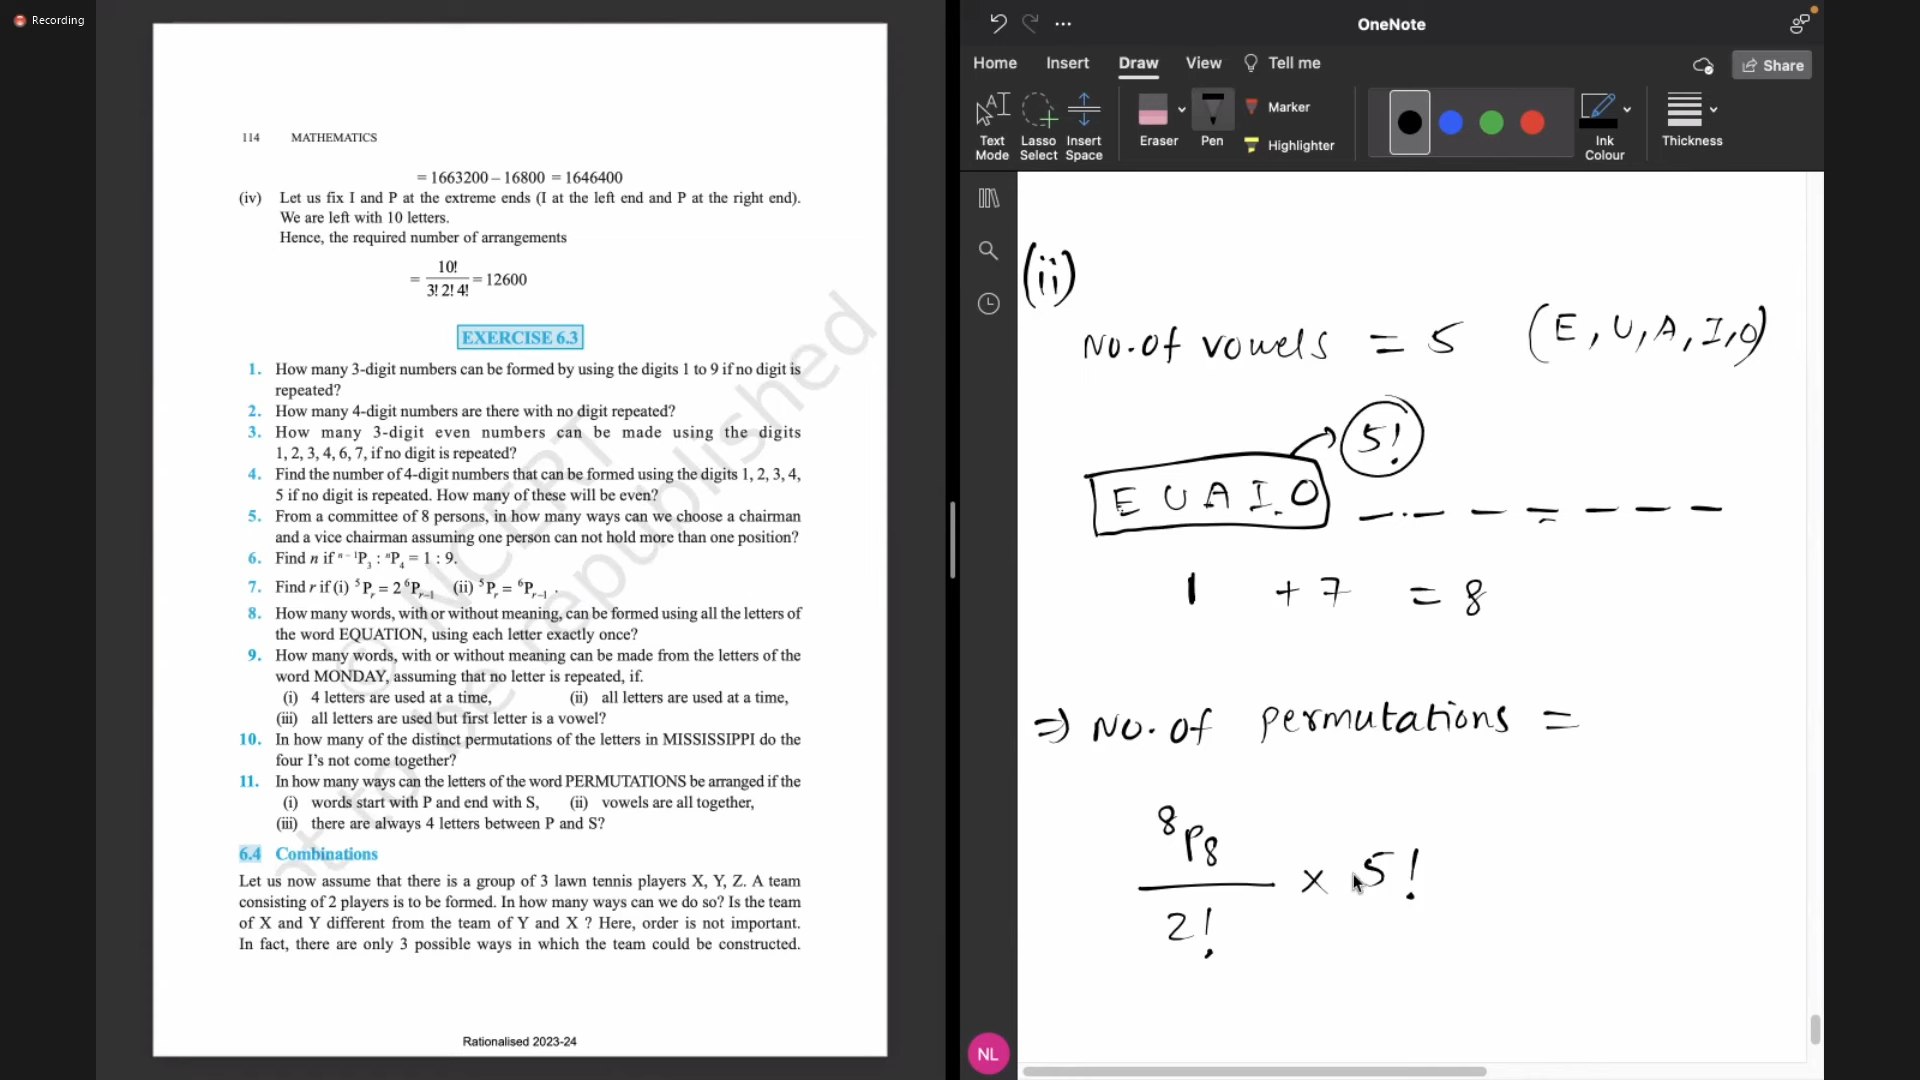 Recording
114 MATHEMATICS
= 1663200 – 16800 = 1646400
(iv) Let us fix I and P at the extreme ends (I at the left end and P at the right end).
We are left with 10 letters.
Hence, the required number of arrangements
= 10! / 3! 2! 4! = 12600
EXERCISE 6.3
1. How many 3-digit numbers can be formed by using the digits 1 to 9 if no digit is
repeated?
2. How many 4-digit numbers are there with no digit repeated?
3. How many 3-digit even numbers can be made using the digits
1, 2, 3, 4, 6, 7, if no digit is repeated?
4. Find the number of 4-digit numbers that can be formed using the digits 1, 2, 3, 4,
5 if no digit is repeated. How many of these will be even?
5. From a committee of 8 persons, in how many ways can we choose a chairman
and a vice chairman assuming one person can not hold more than one position?
6. Find n if ⁿ⁻¹P₃ : ⁿP₄ = 1 : 9.
7. Find r if (i) ⁵Pᵣ = 2 ⁶Pᵣ₋₁ (ii) ⁵Pᵣ = ⁶Pᵣ₋₁ .
8. How many words, with or without meaning, can be formed using all the letters of
the word EQUATION, using each letter exactly once?
9. How many words, with or without meaning can be made from the letters of the
word MONDAY, assuming that no letter is repeated, if.
(i) 4 letters are used at a time, (ii) all letters are used at a time,
(iii) all letters are used but first letter is a vowel?
10. In how many of the distinct permutations of the letters in MISSISSIPPI do the
four I's not come together?
11. In how many ways can the letters of the word PERMUTATIONS be arranged if the
(i) words start with P and end with S, (ii) vowels are all together,
(iii) there are always 4 letters between P and S?
6.4 Combinations
Let us now assume that there is a group of 3 lawn tennis players X, Y, Z. A team
consisting of 2 players is to be formed. In how many ways can we do so? Is the team
of X and Y different from the team of Y and X ? Here, order is not important.
In fact, there are only 3 possible ways in which the team could be constructed.
Rationalised 2023-24
© NCERT
not to be republished
OneNote
Home Insert Draw View Tell me
Share
Text Mode
Lasso Select
Insert Space
Eraser
Pen
Marker
Highlighter
Ink Colour
Thickness
(ii)
No. of vowels = 5 (E, U, A, I, O)
5!
E U A I O
1 + 7 = 8
⇒ No. of permutations =
⁸P₈ / 2! × 5!
NL